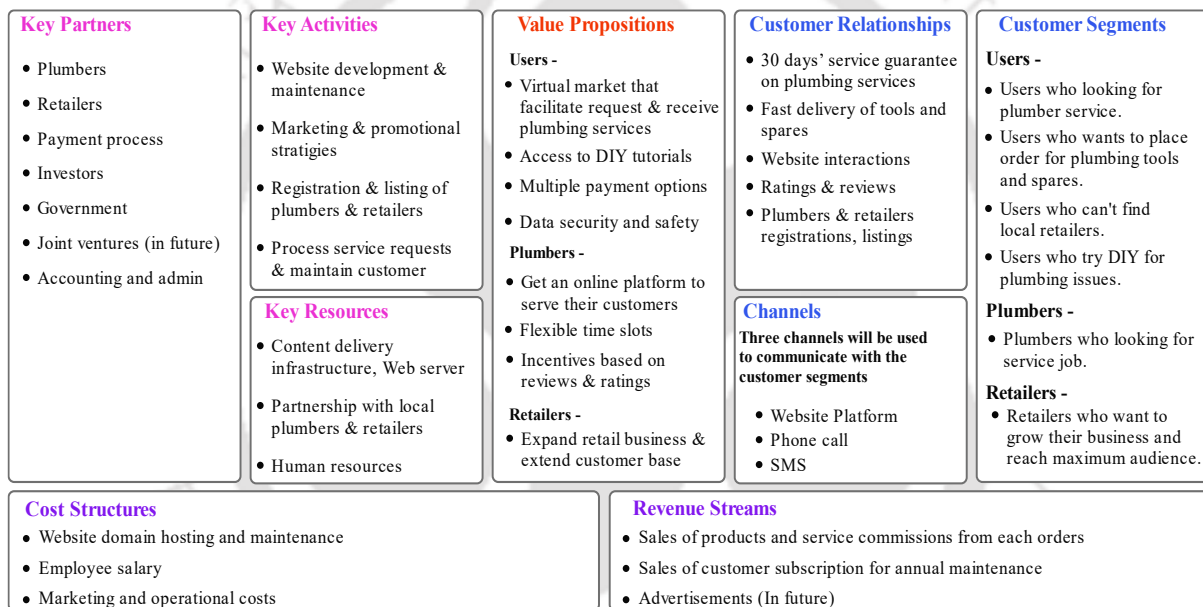 Key Partners
• Plumbers
• Retailers
• Payment process
• Investors
• Government
• Joint ventures (in future)
• Accounting and admin
Key Activities
• Website development &
maintenance
• Marketing & promotional
stratigies
• Registration & listing of
plumbers & retailers
• Process service requests
& maintain customer
Key Resources
• Content delivery
infrastructure, Web server
• Partnership with local
plumbers & retailers
• Human resources
Value Propositions
Users -
• Virtual market that
facilitate request & receive
plumbing services
• Access to DIY tutorials
• Multiple payment options
• Data security and safety
Plumbers -
• Get an online platform to
serve their customers
• Flexible time slots
• Incentives based on
reviews & ratings
Retailers -
• Expand retail business &
extend customer base
Customer Relationships
• 30 days’ service guarantee
on plumbing services
• Fast delivery of tools and
spares
• Website interactions
• Ratings & reviews
• Plumbers & retailers
registrations, listings
Channels
Three channels will be used
to communicate with the
customer segments
• Website Platform
• Phone call
• SMS
Customer Segments
Users -
• Users who looking for
plumber service.
• Users who wants to place
order for plumbing tools
and spares.
• Users who can't find
local retailers.
• Users who try DIY for
plumbing issues.
Plumbers -
• Plumbers who looking for
service job.
Retailers -
• Retailers who want to
grow their business and
reach maximum audience.
Cost Structures
• Website domain hosting and maintenance
• Employee salary
• Marketing and operational costs
Revenue Streams
• Sales of products and service commissions from each orders
• Sales of customer subscription for annual maintenance
• Advertisements (In future)